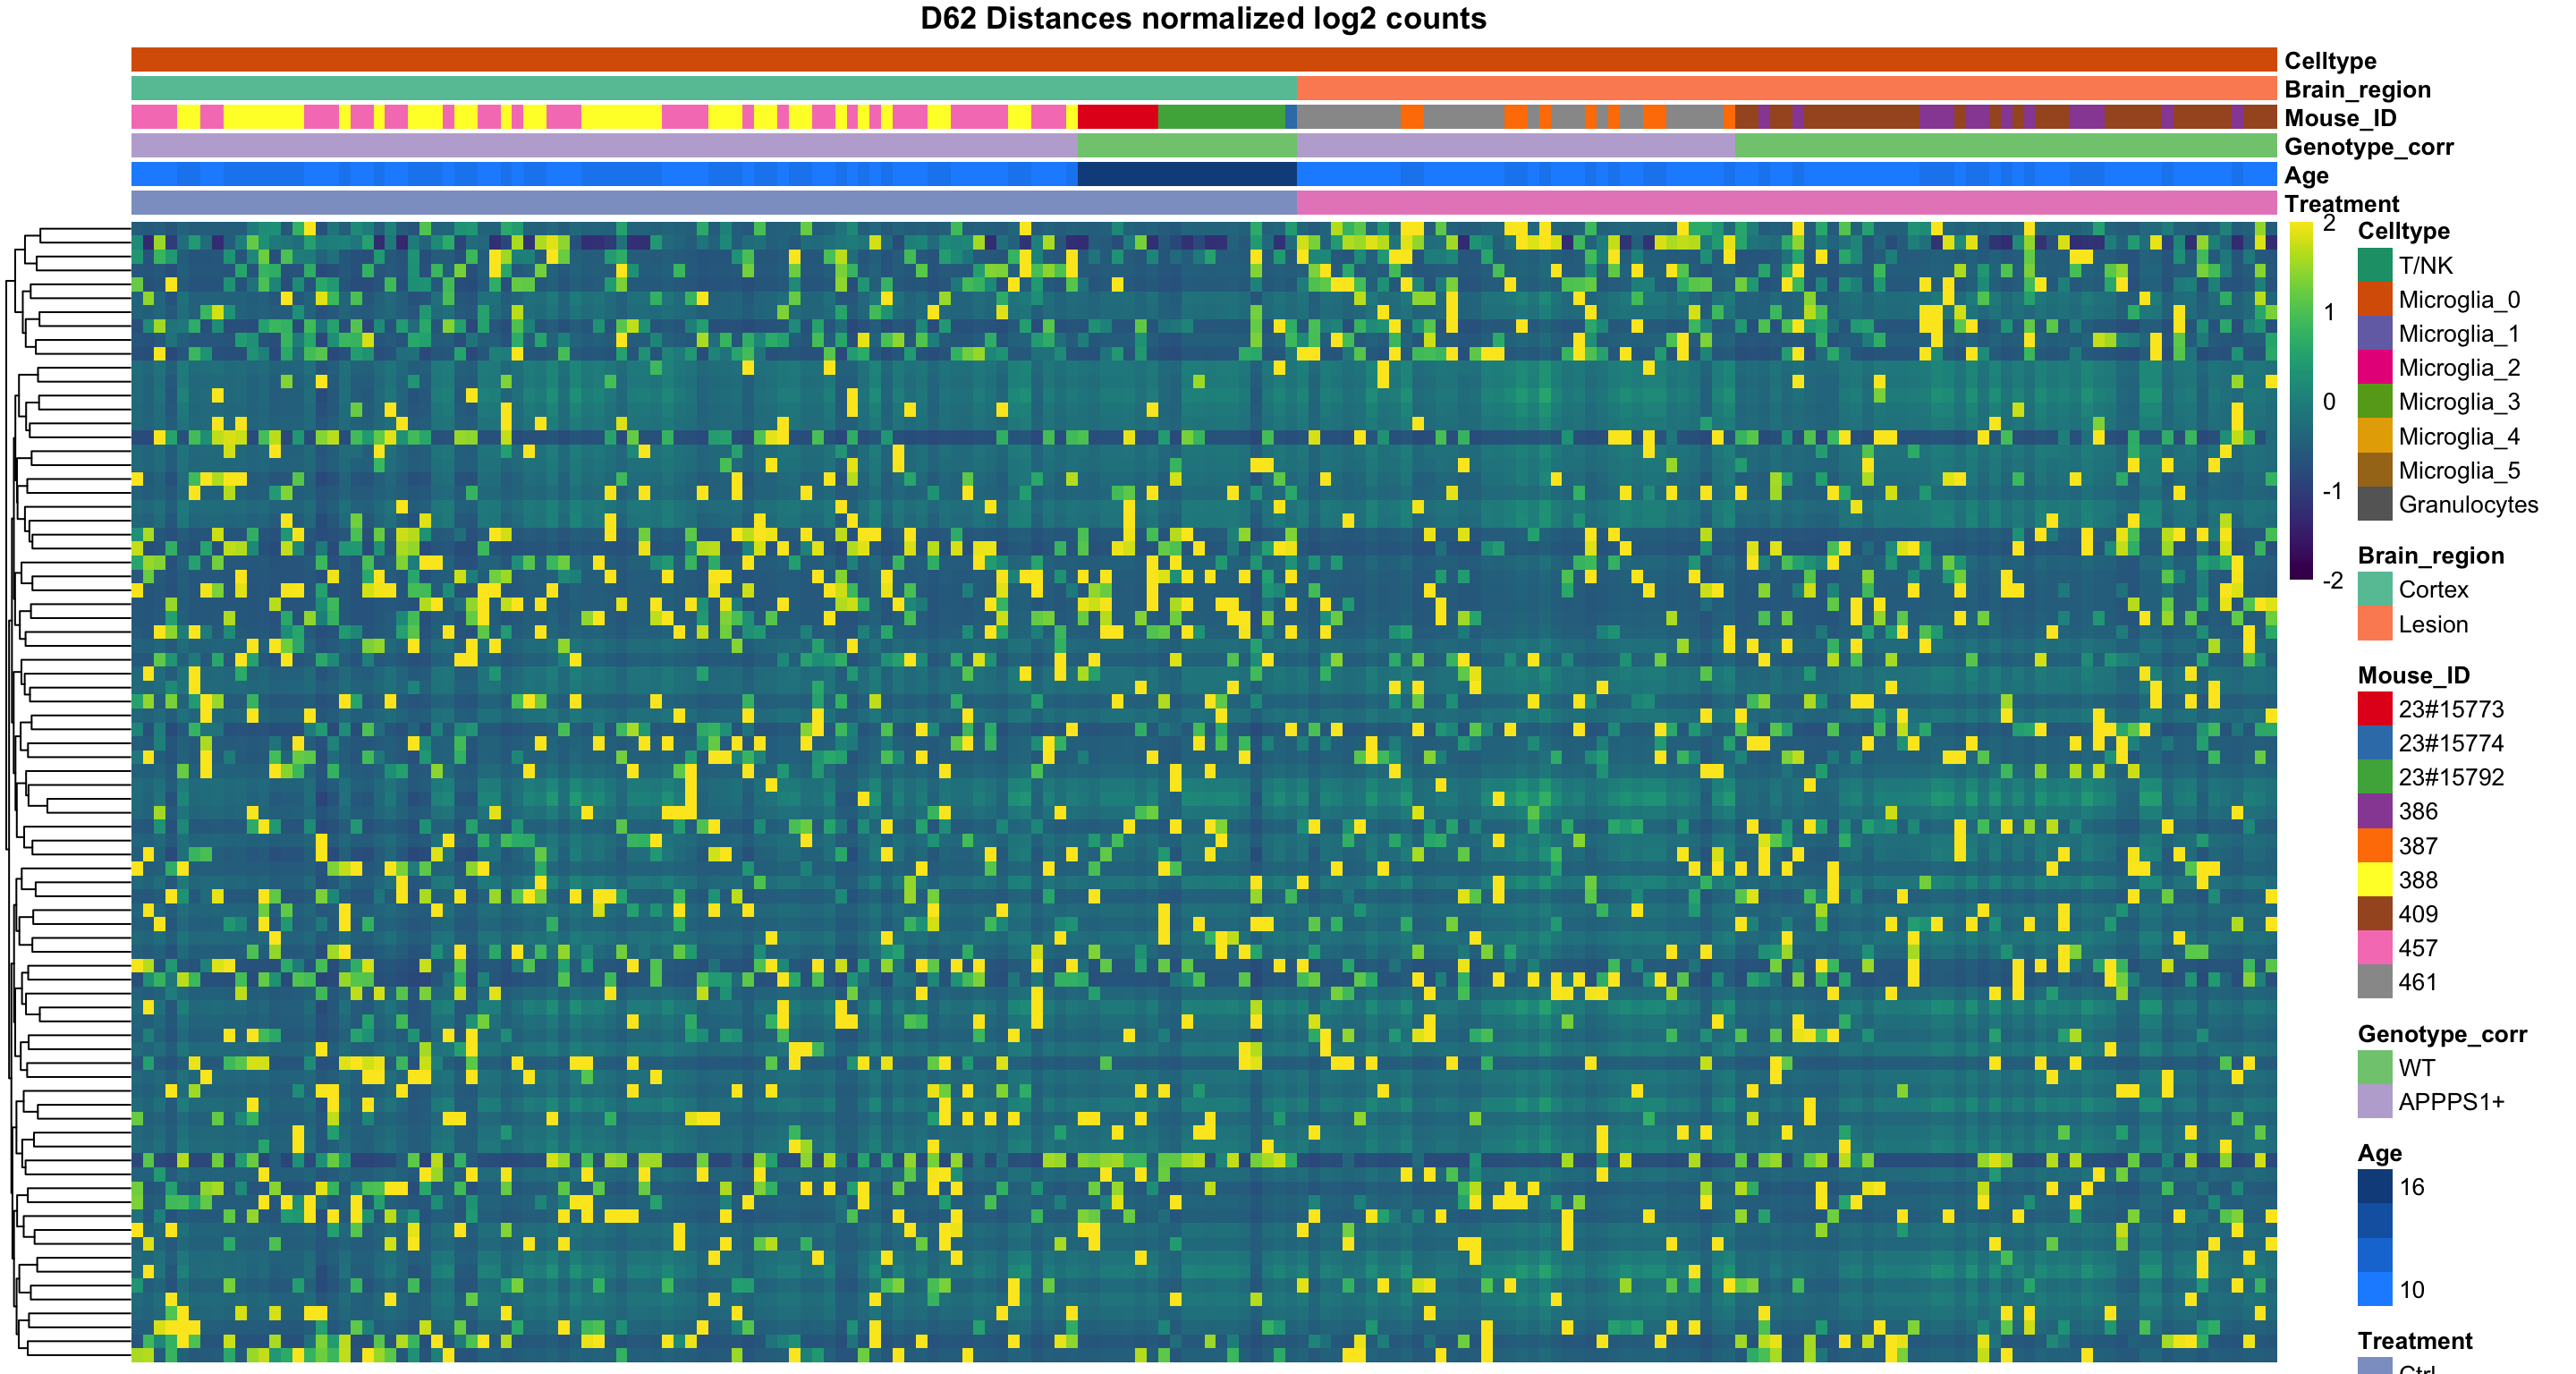 D62 Distances normalized log2 counts
Celltype
Brain_region
Mouse_ID
Genotype_corr
Age
Treatment
2
1
0
-1
-2
Celltype
T/NK
Microglia_0
Microglia_1
Microglia_2
Microglia_3
Microglia_4
Microglia_5
Granulocytes
Brain_region
Cortex
Lesion
Mouse_ID
23#15773
23#15774
23#15792
386
387
388
409
457
461
Genotype_corr
WT
APPPS1+
Age
16
10
Treatment
Ctrl